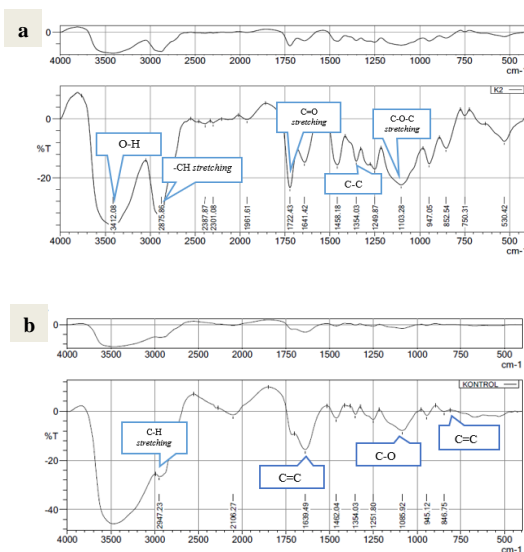 a
0
4000 3500 3000 2500 2000 1750 1500 1250 1000 750 500
cm-1
K2
0
%T
-20
C=O
stretching
C-O-C
stretching
O-H
-CH stretching
C-C
3412.08 2875.86 2387.87 2301.08 1961.61 1722.43 1641.42 1458.18 1354.03 1249.87 1103.28 947.05 852.54 750.31 530.42
4000 3500 3000 2500 2000 1750 1500 1250 1000 750 500
cm-1
b
0
4000 3500 3000 2500 2000 1750 1500 1250 1000 750 500
cm-1
KONTROL
0
%T
-20
-40
C-H
stretching
C=C
C-O
C=C
2947.23 2106.27 1639.49 1462.04 1354.03 1251.80 1085.92 945.12 846.75
4000 3500 3000 2500 2000 1750 1500 1250 1000 750 500
cm-1